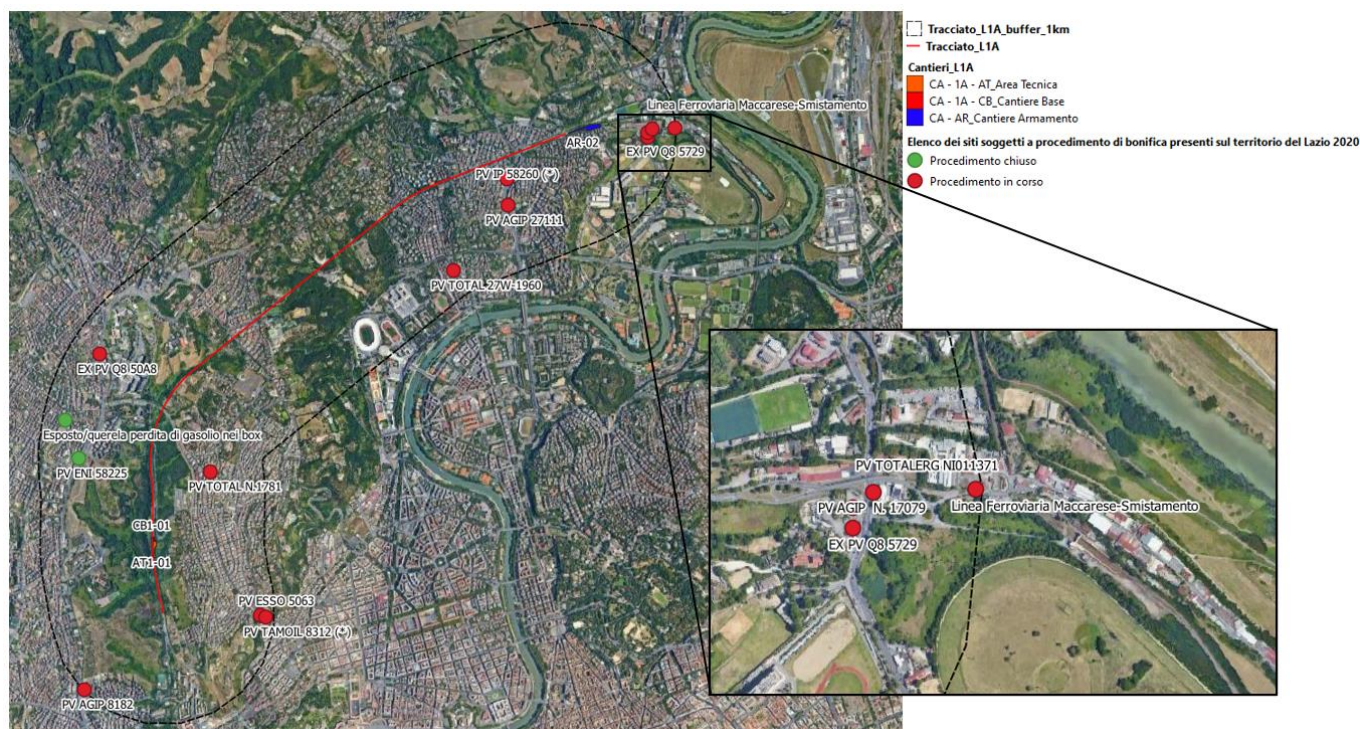 Tracciato_L1A_buffer_1km
Tracciato_L1A
Cantieri_L1A
CA - 1A - AT_Area Tecnica
CA - 1A - CB_Cantiere Base
CA - AR_Cantiere Armamento
Elenco dei siti soggetti a procedimento di bonifica presenti sul territorio del Lazio 2020
Procedimento chiuso
Procedimento in corso
Linea Ferroviaria Maccarese-Smistamento
AR-02
EX PV Q8 5729
PV IP 58260 (*)
PV AGIP 27111
PV TOTAL 27W-1960
EX PV Q8 50A8
Esposto/querela perdita di gasolio nei box
PV ENI 58225
PV TOTAL N.1781
CB1-01
AT1-01
PV ESSO 5063
PV TAMOIL 8312 (*)
PV AGIP 8182
PV TOTALERG NI011371
PV AGIP N. 17079
Linea Ferroviaria Maccarese-Smistamento
EX PV Q8 5729